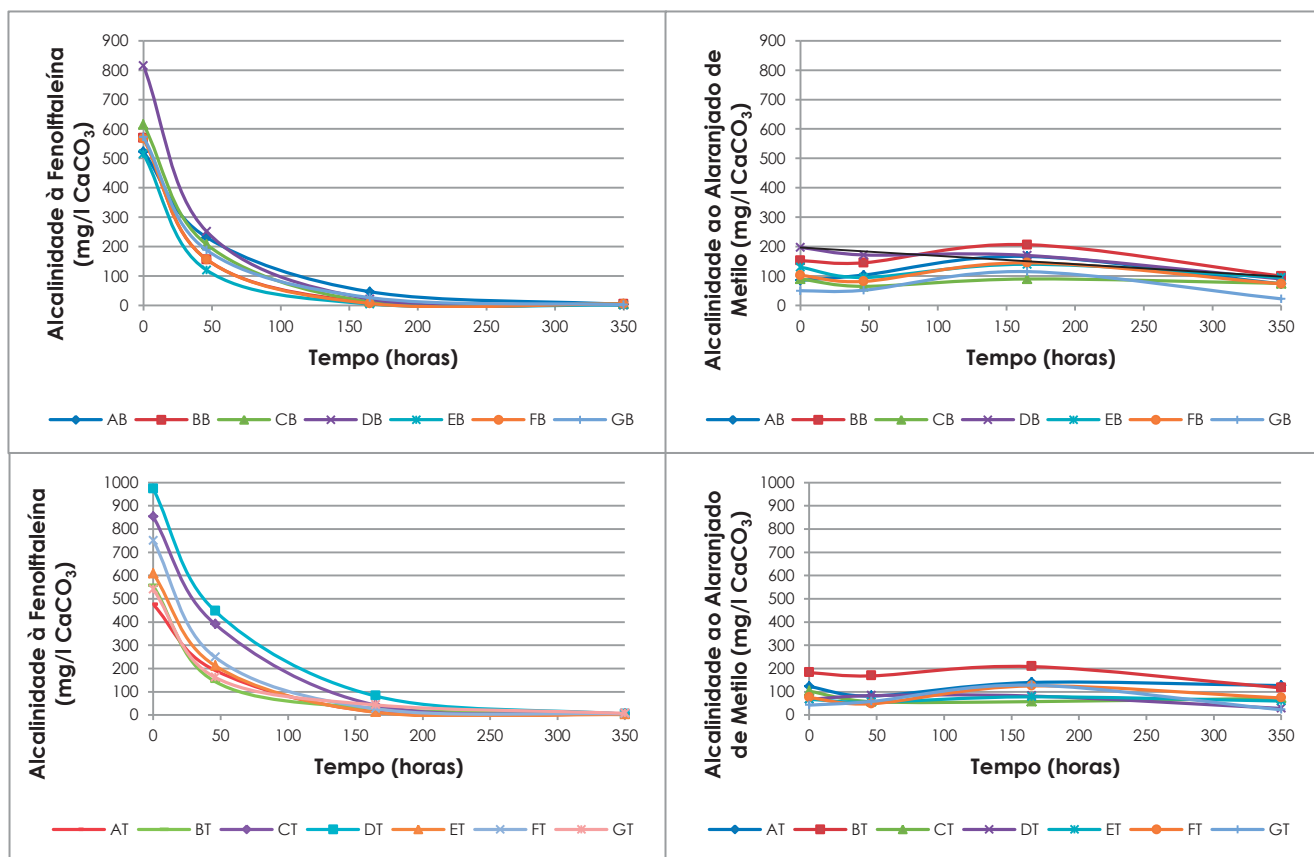 Alcalinidade à Fenolftaleína
(mg/l CaCO₃)
900
800
700
600
500
400
300
200
100
0
0 50 100 150 200 250 300 350
Tempo (horas)
AB BB CB DB EB FB GB
Alcalinidade ao Alaranjado de
Metilo (mg/l CaCO₃)
900
800
700
600
500
400
300
200
100
0
0 50 100 150 200 250 300 350
Tempo (horas)
AB BB CB DB EB FB GB
Alcalinidade à Fenolftaleína
(mg/l CaCO₃)
1000
900
800
700
600
500
400
300
200
100
0
0 50 100 150 200 250 300 350
Tempo (horas)
AT BT CT DT ET FT GT
Alcalinidade ao Alaranjado
de Metilo (mg/l CaCO₃)
1000
900
800
700
600
500
400
300
200
100
0
0 50 100 150 200 250 300 350
Tempo (horas)
AT BT CT DT ET FT GT